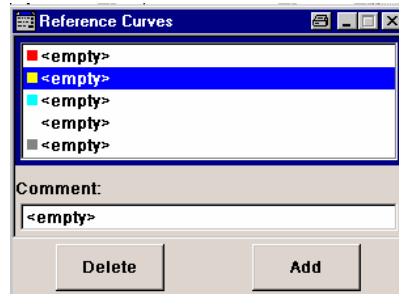 Reference Curves
<empty>
<empty>
<empty>
<empty>
<empty>
Comment:
<empty>
Delete Add